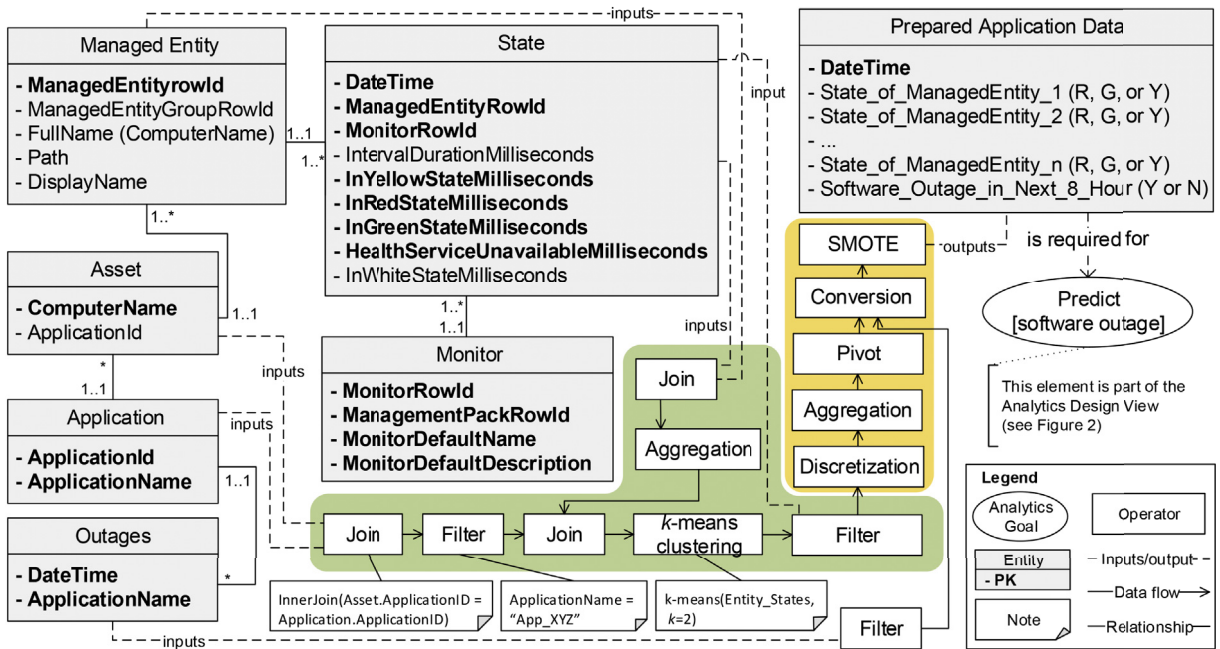 Managed Entity
- ManagedEntityrowId
- ManagedEntityGroupRowId
- FullName (ComputerName)
- Path
- DisplayName
1..1
1..*
inputs
State
- DateTime
- ManagedEntityRowId
- MonitorRowId
- IntervalDurationMilliseconds
- InYellowStateMilliseconds
- InRedStateMilliseconds
- InGreenStateMilliseconds
- HealthServiceUnavailableMilliseconds
- InWhiteStateMilliseconds
input
Prepared Application Data
- DateTime
- State_of_ManagedEntity_1 (R, G, or Y)
- State_of_ManagedEntity_2 (R, G, or Y)
- ...
- State_of_ManagedEntity_n (R, G, or Y)
- Software_Outage_in_Next_8_Hour (Y or N)
1..*
1..1
Asset
- ComputerName
- ApplicationId
*
1..1
inputs
Application
- ApplicationId
- ApplicationName
inputs
1..1
*
Outages
- DateTime
- ApplicationName
inputs
1..*
1..1
Monitor
- MonitorRowId
- ManagementPackRowId
- MonitorDefaultName
- MonitorDefaultDescription
inputs
Join
Aggregation
Join
Filter
Join
k-means
clustering
Filter
InnerJoin(Asset.ApplicationID =
Application.ApplicationID)
ApplicationName =
“App_XYZ”
k-means(Entity_States,
k=2)
SMOTE
Conversion
Pivot
Aggregation
Discretization
outputs
is required for
Predict
[software outage]
This element is part of the
Analytics Design View
(see Figure 2)
Filter
Legend
Analytics
Goal
Operator
Entity
- PK
Inputs/output
Data flow
Note
Relationship